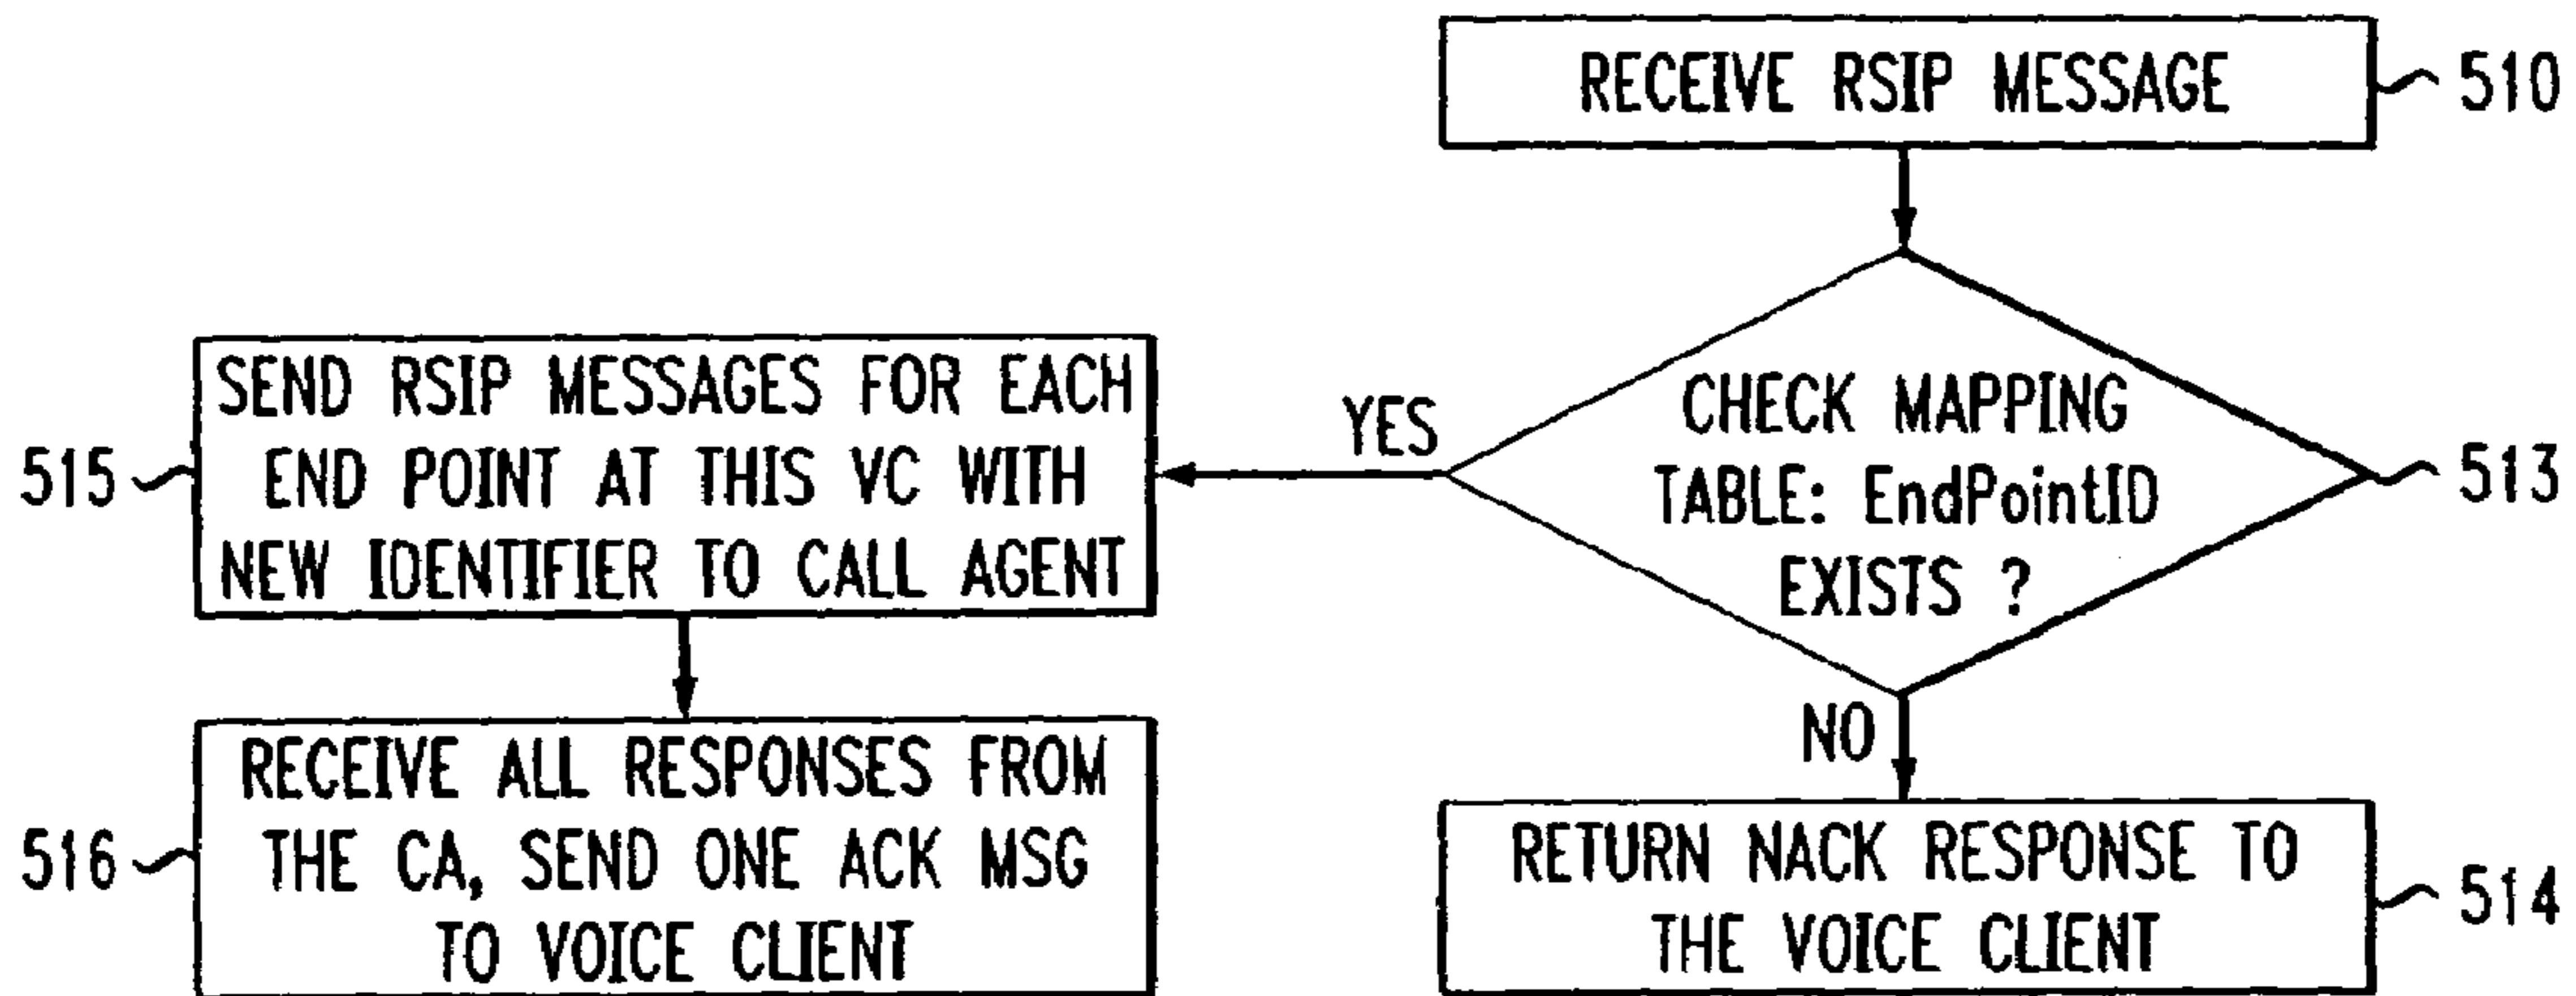 RECEIVE RSIP MESSAGE
510
CHECK MAPPING
TABLE: EndPointID
EXISTS ?
513
YES
NO
SEND RSIP MESSAGES FOR EACH
END POINT AT THIS VC WITH
NEW IDENTIFIER TO CALL AGENT
515
RECEIVE ALL RESPONSES FROM
THE CA, SEND ONE ACK MSG
TO VOICE CLIENT
516
RETURN NACK RESPONSE TO
THE VOICE CLIENT
514